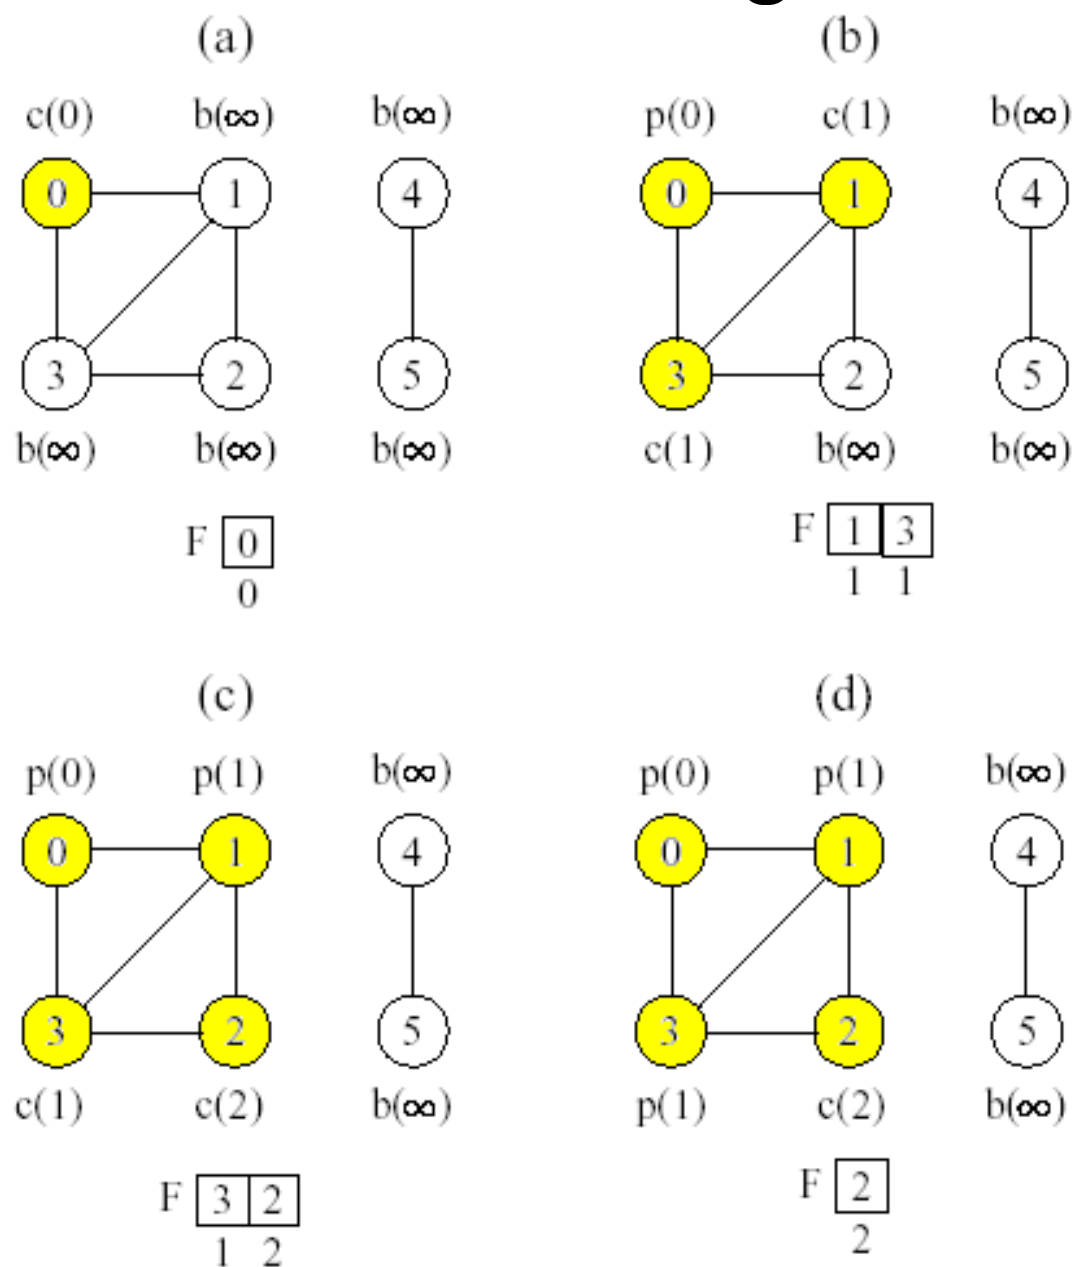 (a) (b)
c(0) b(∞) b(∞) p(0) c(1) b(∞)
0 1 4 0 1 4
3 2 5 3 2 5
b(∞) b(∞) b(∞) c(1) b(∞) b(∞)
F 0 F 1 3
0 1 1
(c) (d)
p(0) p(1) b(∞) p(0) p(1) b(∞)
0 1 4 0 1 4
3 2 5 3 2 5
c(1) c(2) b(∞) p(1) c(2) b(∞)
F 3 2 F 2
1 2 2